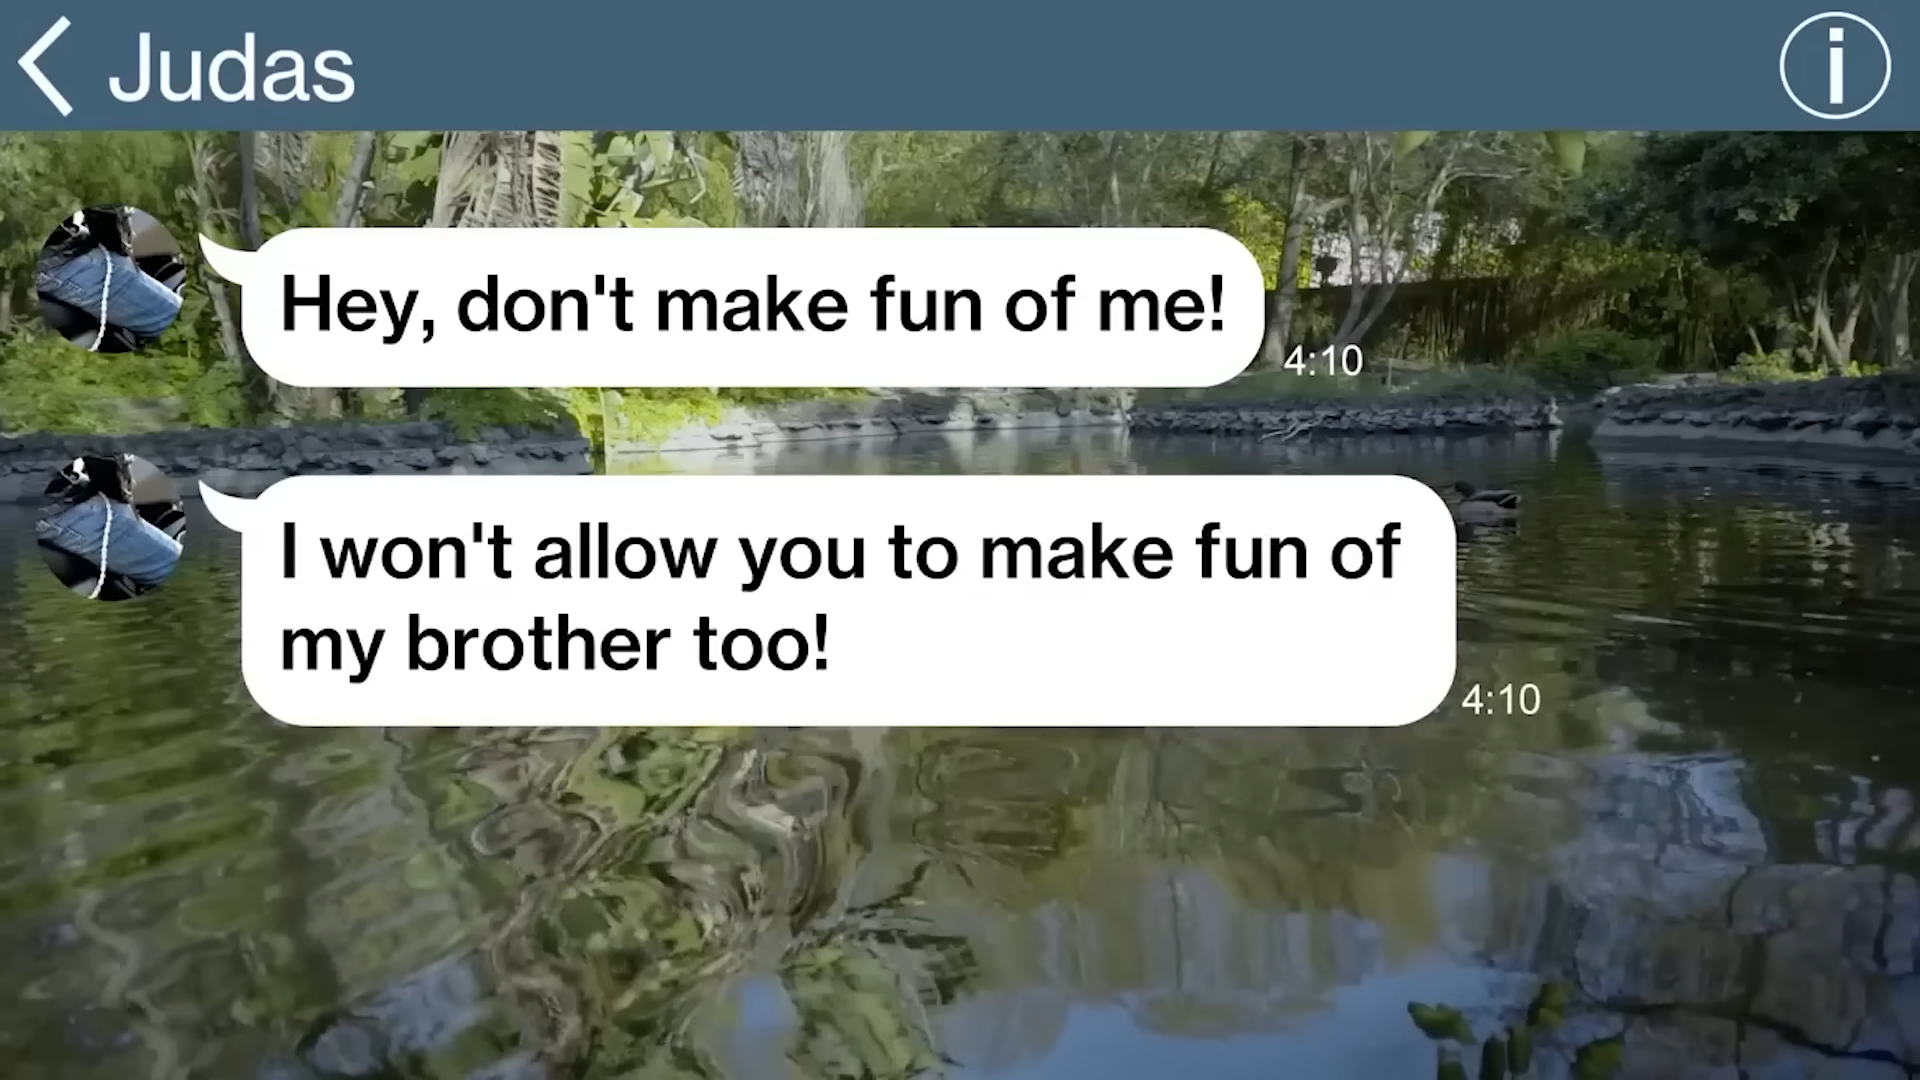 Judas
Hey, don't make fun of me!
4:10
I won't allow you to make fun of
my brother too!
4:10